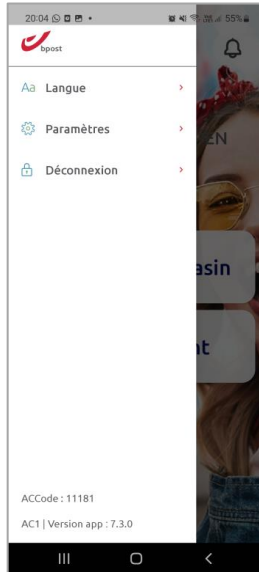 20:04
55%
bpost
Aa Langue
Paramètres
Déconnexion
EN
asin
nt
ACCode : 11181
AC1 | Version app : 7.3.0